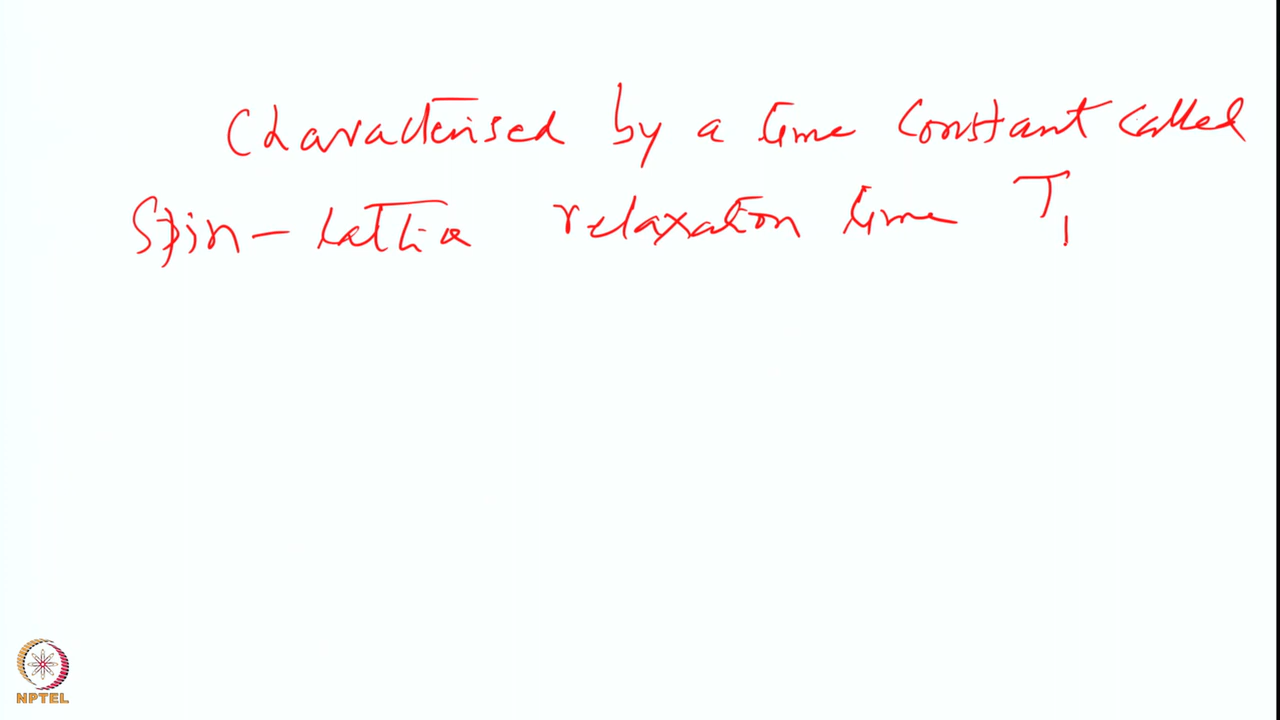 Characterised by a time constant called
Spin-lattice relaxation time T₁
NPTEL